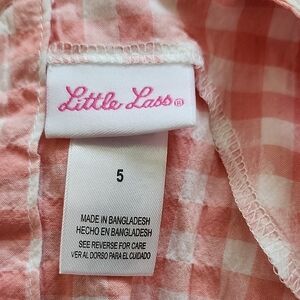 Little Lass®
5
MADE IN BANGLADESH
HECHO EN BANGLADESH
SEE REVERSE FOR CARE
VER AL DORSO PARA EL CUIDADO